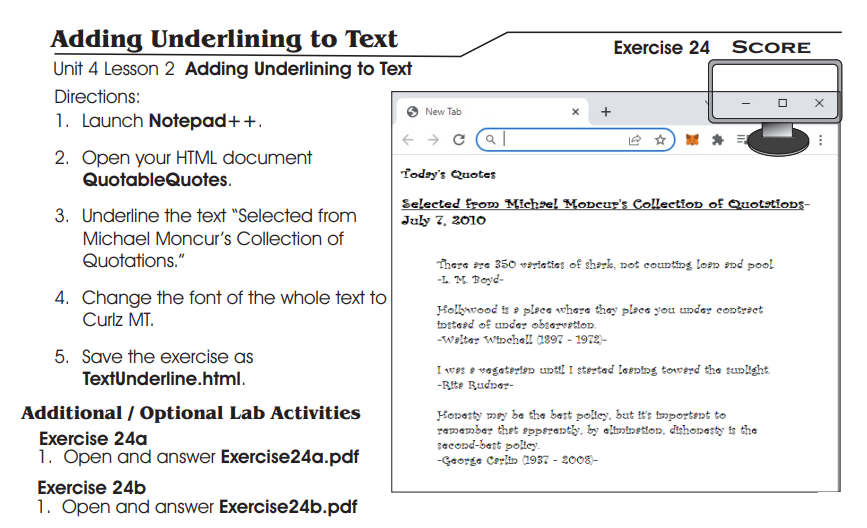 Adding Underlining to Text
Exercise 24 SCORE
Unit 4 Lesson 2 Adding Underlining to Text
Directions:
1. Launch Notepad++.
2. Open your HTML document
QuotableQuotes.
3. Underline the text “Selected from
Michael Moncur’s Collection of
Quotations.”
4. Change the font of the whole text to
Curlz MT.
5. Save the exercise as
TextUnderline.html.
Additional / Optional Lab Activities
Exercise 24a
1. Open and answer Exercise24a.pdf
Exercise 24b
1. Open and answer Exercise24b.pdf
New Tab
Today's Quotes
Selected from Michael Moncur's Collection of Quotations-
July 7, 2010
There are 350 varieties of shark, not counting loan and pool.
-L. M. Boyd-
Hollywood is a place where they place you under contract
instead of under observation.
-Walter Winchell (1897 - 1972)-
I was a vegetarian until I started leaning toward the sunlight.
-Rita Rudner-
Honesty may be the best policy, but it's important to
remember that apparently, by elimination, dishonesty is the
second-best policy.
-George Carlin (1937 - 2008)-